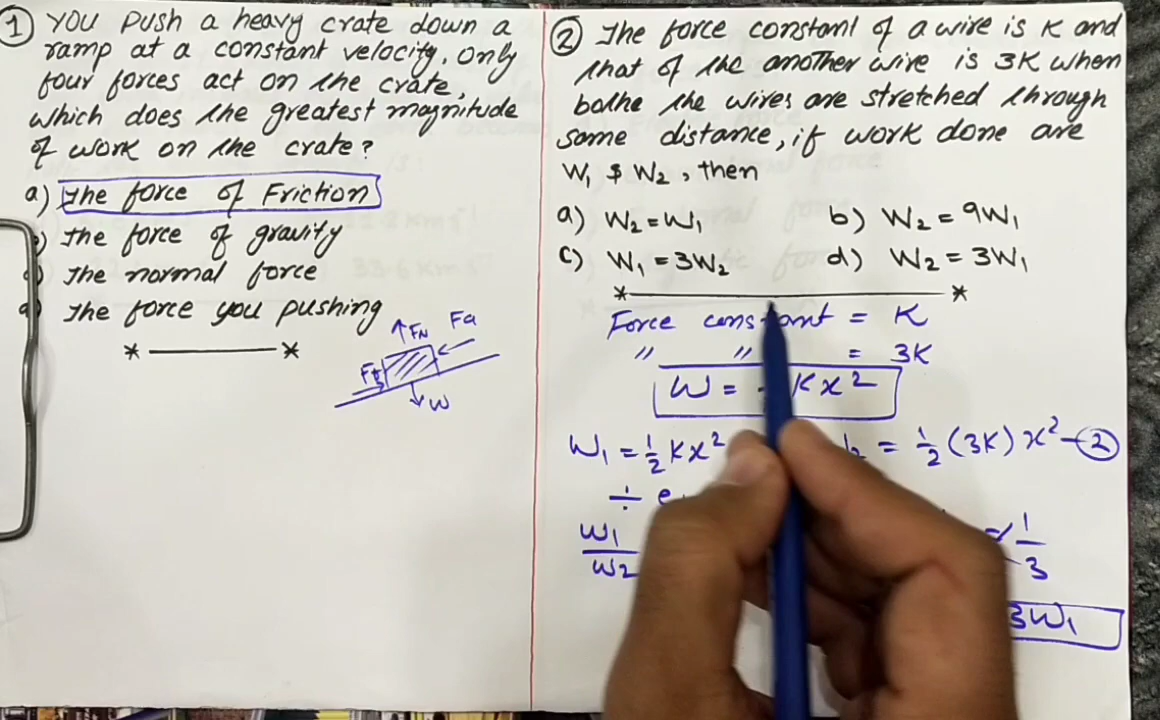 ① You push a heavy crate down a
ramp at a constant velocity. Only
four forces act on the crate.
which does the greatest magnitude
of work on the crate?
a) The force of Friction
) The force of gravity
) The normal force
) The force you pushing
* ———— *
FN Fa
Ff
W
② The force constant of a wire is K and
that of the another wire is 3K when
bothe the wires are stretched through
same distance, if work done are
W₁ $ W₂ , then
a) W₂ = W₁ b) W₂ = 9W₁
c) W₁ = 3W₂ d) W₂ = 3W₁
* ———— *
Force constant = K
" " = 3K
W = Kx²
W₁ = ½ Kx² = ½ (3K) x² — ②
÷
W₁ / W₂ 1 / 3
3W₁